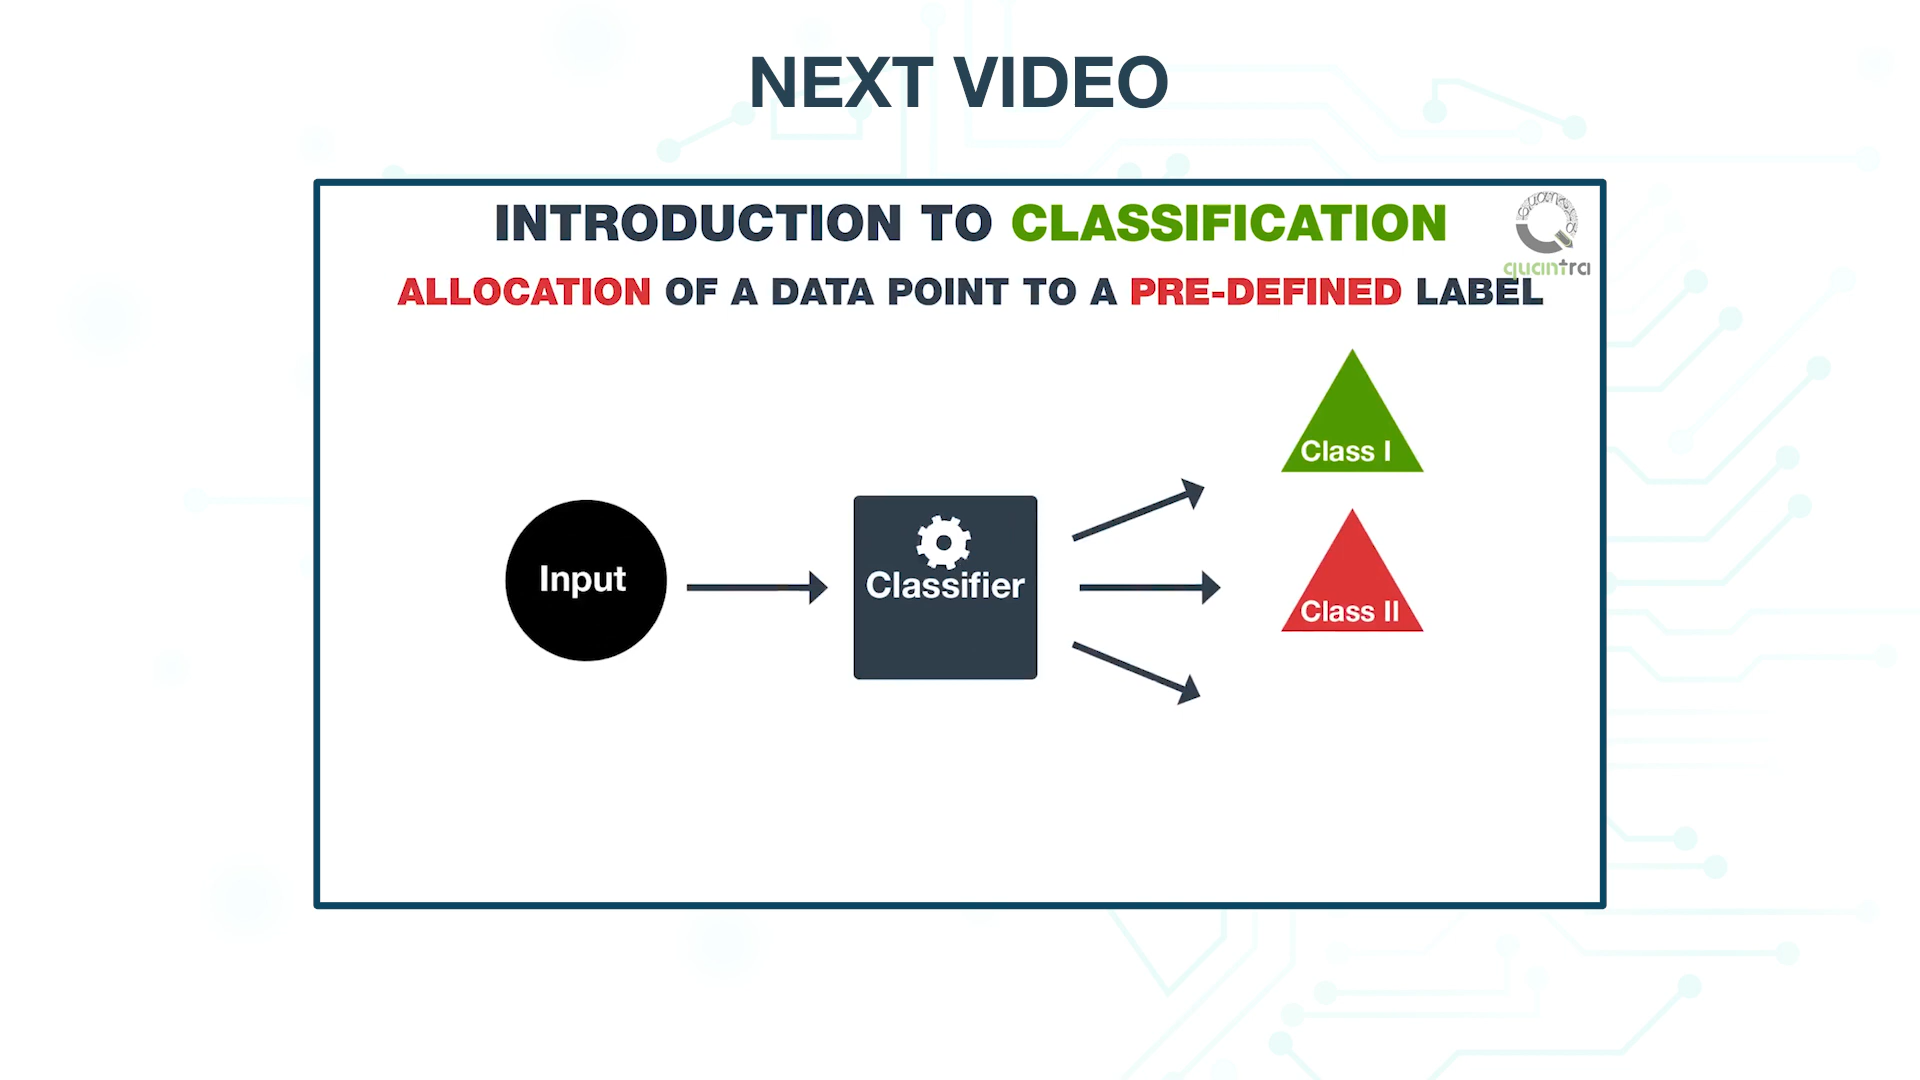 NEXT VIDEO
INTRODUCTION TO CLASSIFICATION
quantra
ALLOCATION OF A DATA POINT TO A PRE-DEFINED LABEL
Class I
Input
Classifier
Class II